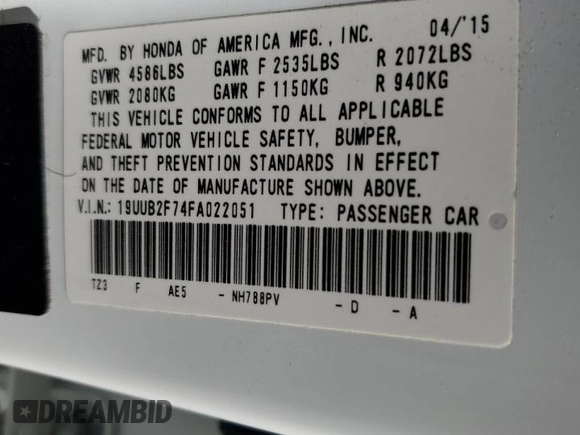 MFD. BY HONDA OF AMERICA MFG., INC. 04/'15
GVWR 4586LBS GAWR F 2535LBS R 2072LBS
GVWR 2080KG GAWR F 1150KG R 940KG
THIS VEHICLE CONFORMS TO ALL APPLICABLE
FEDERAL MOTOR VEHICLE SAFETY, BUMPER,
AND THEFT PREVENTION STANDARDS IN EFFECT
ON THE DATE OF MANUFACTURE SHOWN ABOVE.
V.I.N.: 19UUB2F74FA022051 TYPE: PASSENGER CAR
TZ3 F AE5 - NH788PV - D - A
DREAMBID